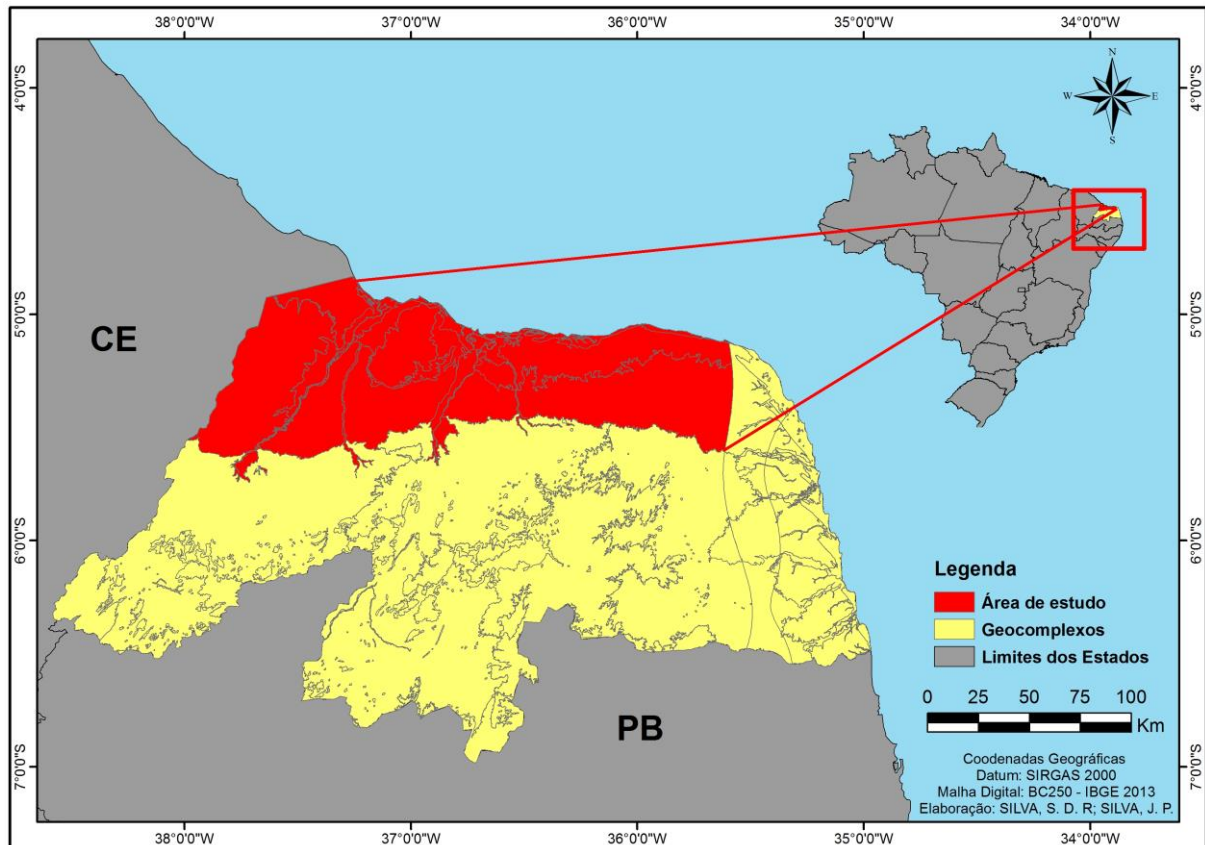 38°0'0"W 37°0'0"W 36°0'0"W 35°0'0"W 34°0'0"W
4°0'0"S 4°0'0"S
N
W E
S
5°0'0"S 5°0'0"S
CE
6°0'0"S 6°0'0"S
Legenda
Área de estudo
Geocomplexos
Limites dos Estados
0 25 50 75 100
Km
PB
7°0'0"S 7°0'0"S
Coodenadas Geográficas
Datum: SIRGAS 2000
Malha Digital: BC250 - IBGE 2013
Elaboração: SILVA, S. D. R; SILVA, J. P.
38°0'0"W 37°0'0"W 36°0'0"W 35°0'0"W 34°0'0"W